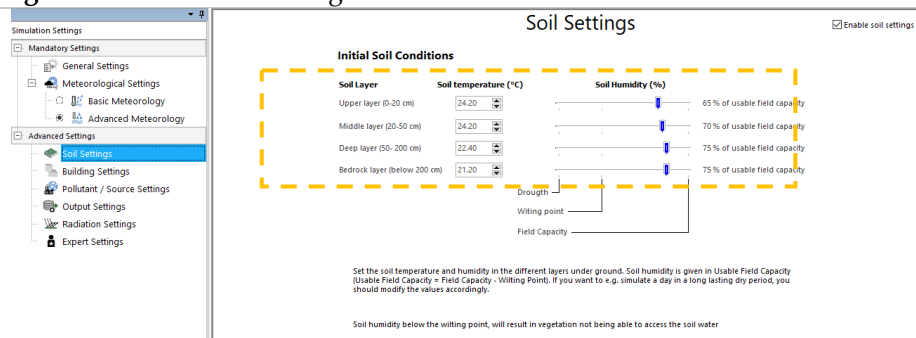 Simulation Settings
Mandatory Settings
General Settings
Meteorological Settings
Basic Meteorology
Advanced Meteorology
Advanced Settings
Soil Settings
Building Settings
Pollutant / Source Settings
Output Settings
Radiation Settings
Expert Settings
Soil Settings
Enable soil settings
Initial Soil Conditions
Soil Layer Soil temperature (°C) Soil Humidity (%)
Upper layer (0-20 cm) 24.20 65 % of usable field capacity
Middle layer (20-50 cm) 24.20 70 % of usable field capacity
Deep layer (50- 200 cm) 22.40 75 % of usable field capacity
Bedrock layer (below 200 cm) 21.20 75 % of usable field capacity
Drougth
Witing point
Field Capacity
Set the soil temperature and humidity in the different layers under ground. Soil humidity is given in Usable Field Capacity
(Usable Field Capacity = Field Capacity - Wilting Point). If you want to e.g. simulate a day in a long lasting dry period, you
should modify the values accordingly.
Soil humidity below the wilting point, will result in vegetation not being able to access the soil water